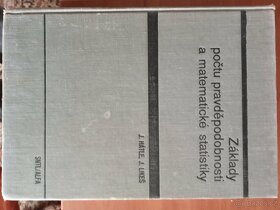 Základy
počtu pravděpodobnosti
a matematické statistiky
J. HÁTLE, J. LIKEŠ
SNTL/ALFA